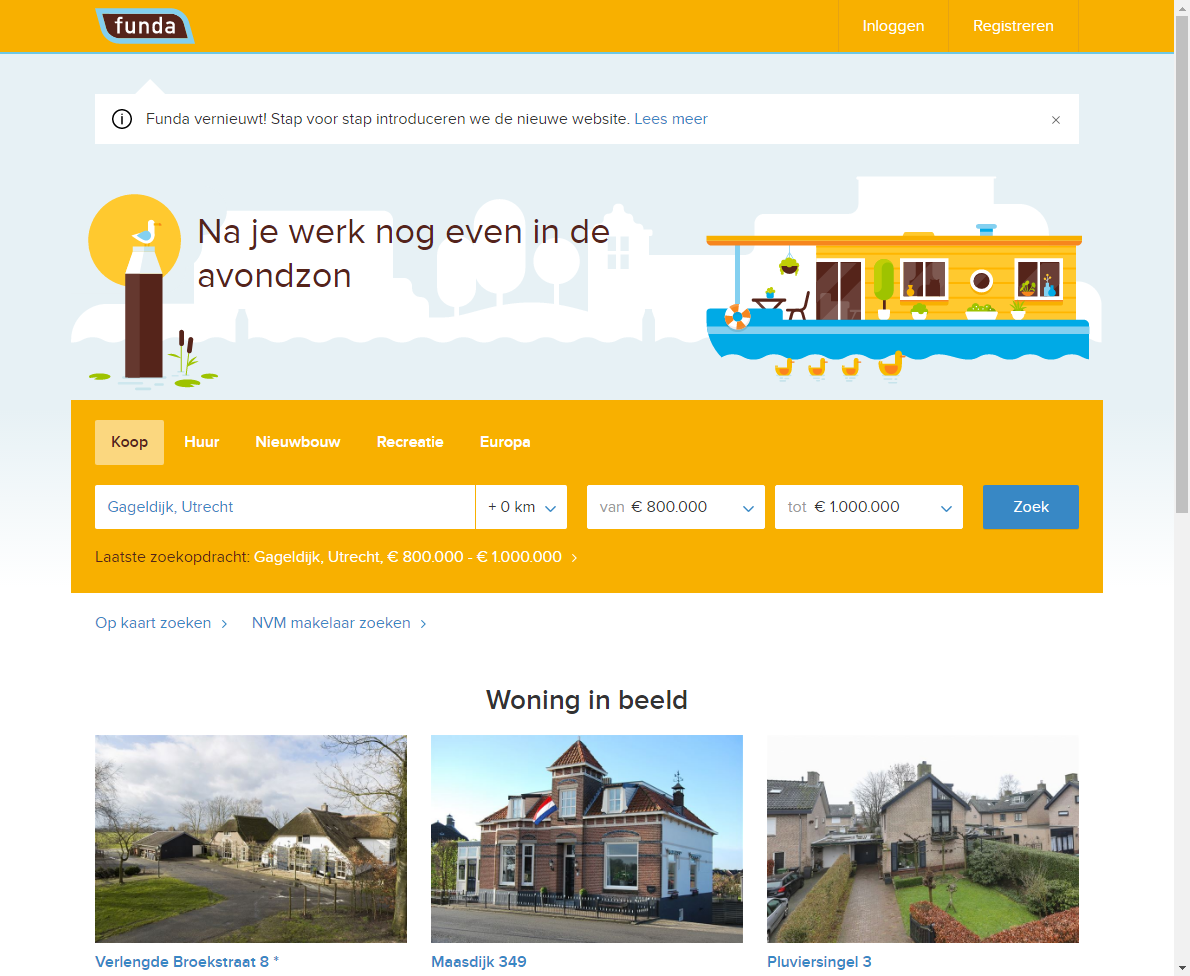 funda
Inloggen
Registreren
Funda vernieuwt! Stap voor stap introduceren we de nieuwe website. Lees meer
Na je werk nog even in de
avondzon
Koop
Huur
Nieuwbouw
Recreatie
Europa
Gageldijk, Utrecht
+ 0 km
van € 800.000
tot € 1.000.000
Zoek
Laatste zoekopdracht: Gageldijk, Utrecht, € 800.000 - € 1.000.000
Op kaart zoeken
NVM makelaar zoeken
Woning in beeld
Verlengde Broekstraat 8 *
Maasdijk 349
Pluviersingel 3